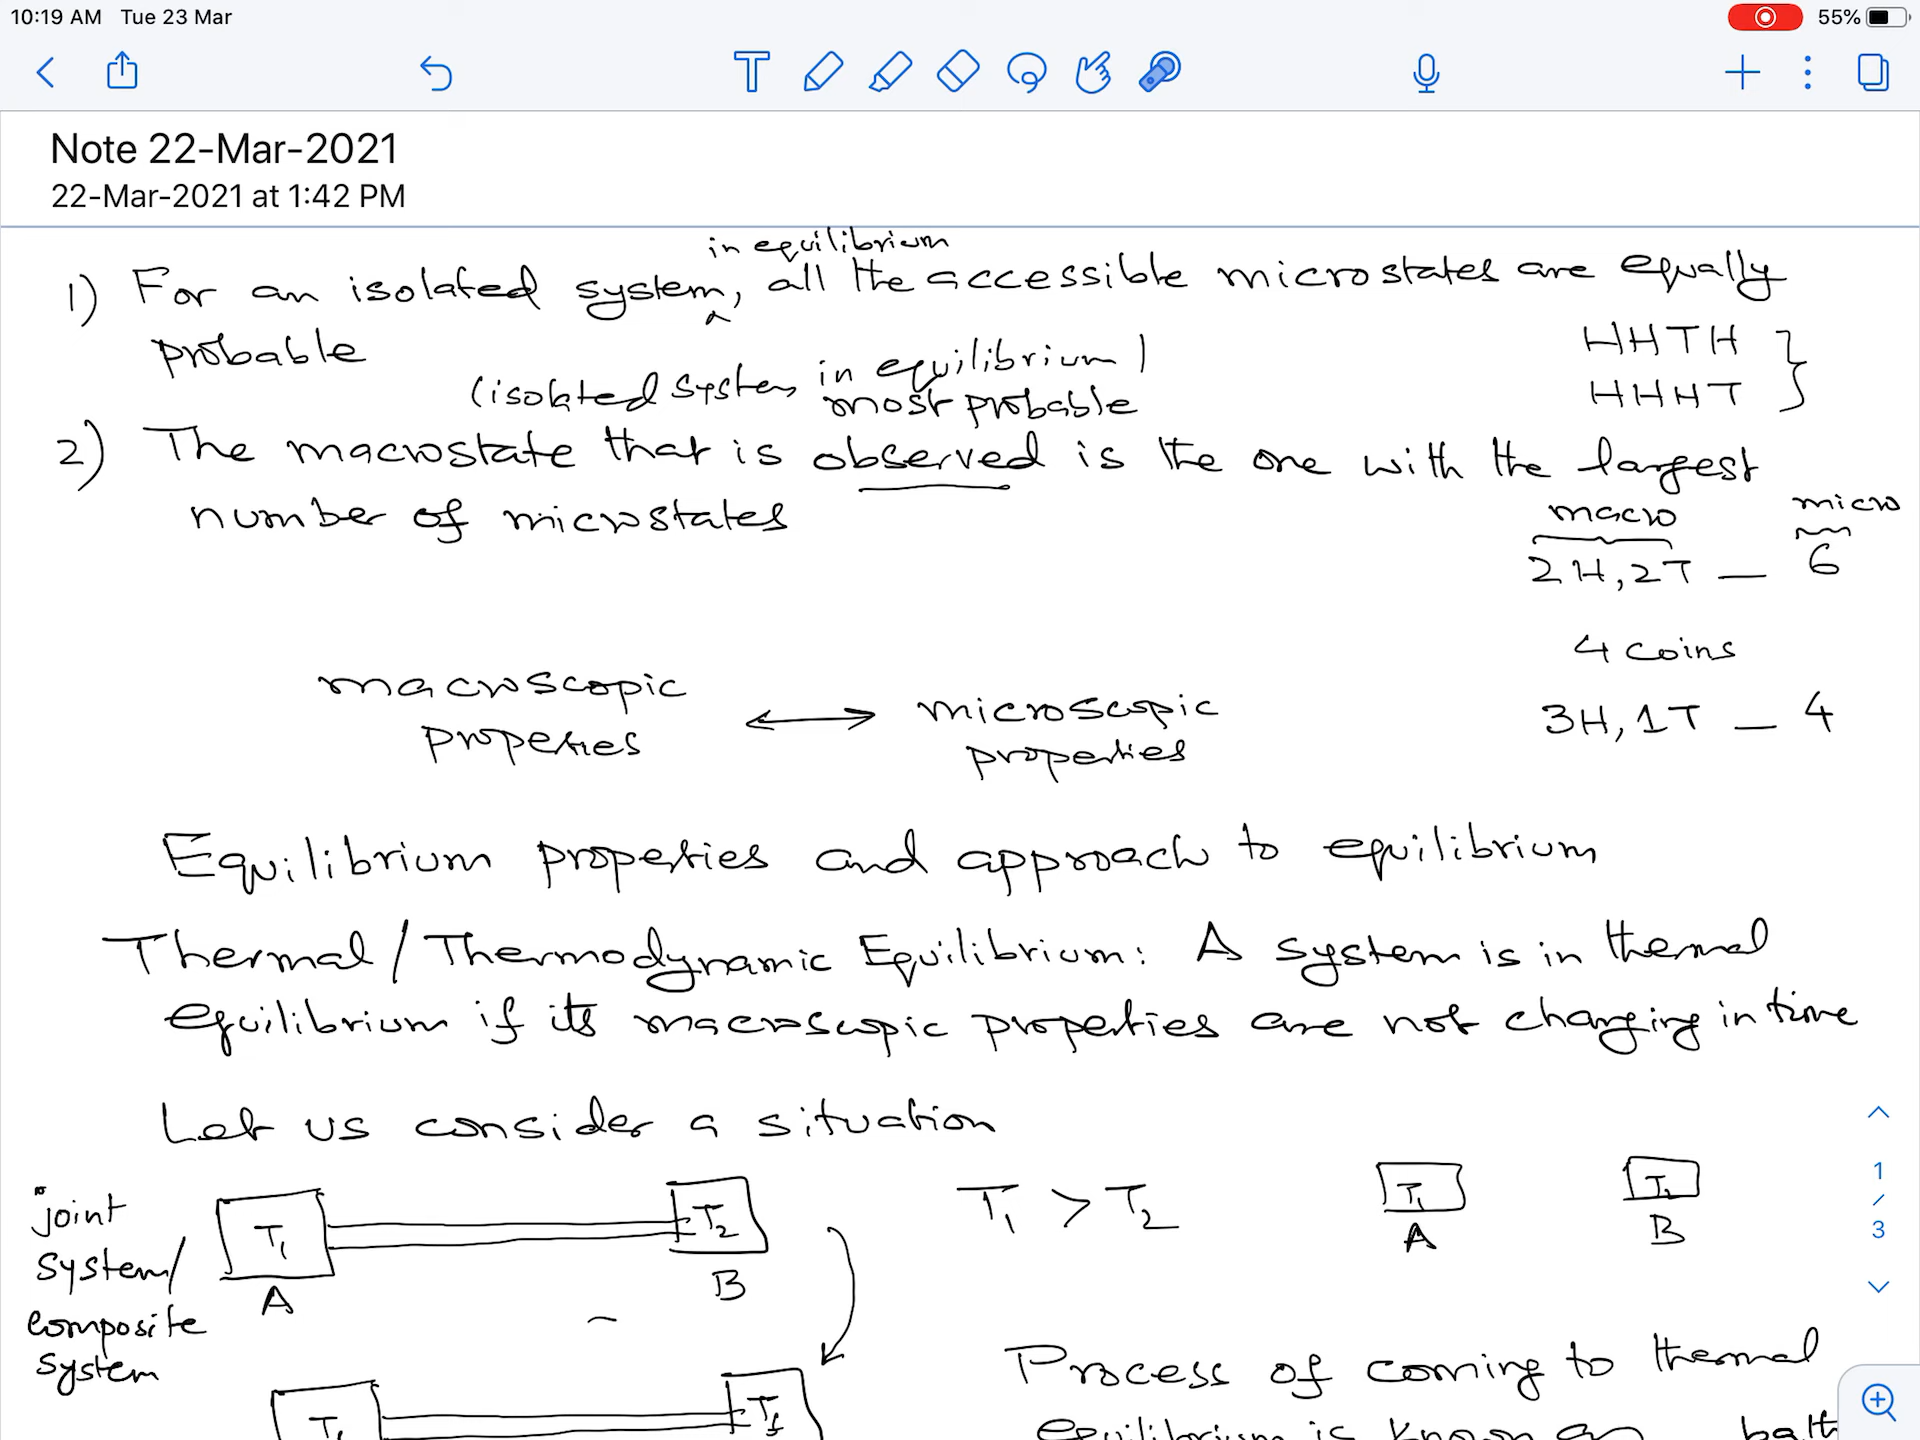 10:19 AM Tue 23 Mar
55%
Note 22-Mar-2021
22-Mar-2021 at 1:42 PM
in equilibrium
1) For an isolated system, all the accessible microstates are equally
probable
HHTH
HHHT
(isolated system in equilibrium)
most probable
2) The macrostate that is observed is the one with the largest
number of microstates
macro micro
2H,2T — 6
4 coins
3H,1T — 4
macroscopic
properties
microscopic
properties
Equilibrium properties and approach to equilibrium
Thermal/Thermodynamic Equilibrium: A system is in thermal
equilibrium if its macroscopic properties are not changing in time
Let us consider a situation
joint
system/
composite
system
T₁
A
T₂
B
T₁ > T₂
T₁
A
B
1
/
3
Process of coming to thermal
equilibrium is known as